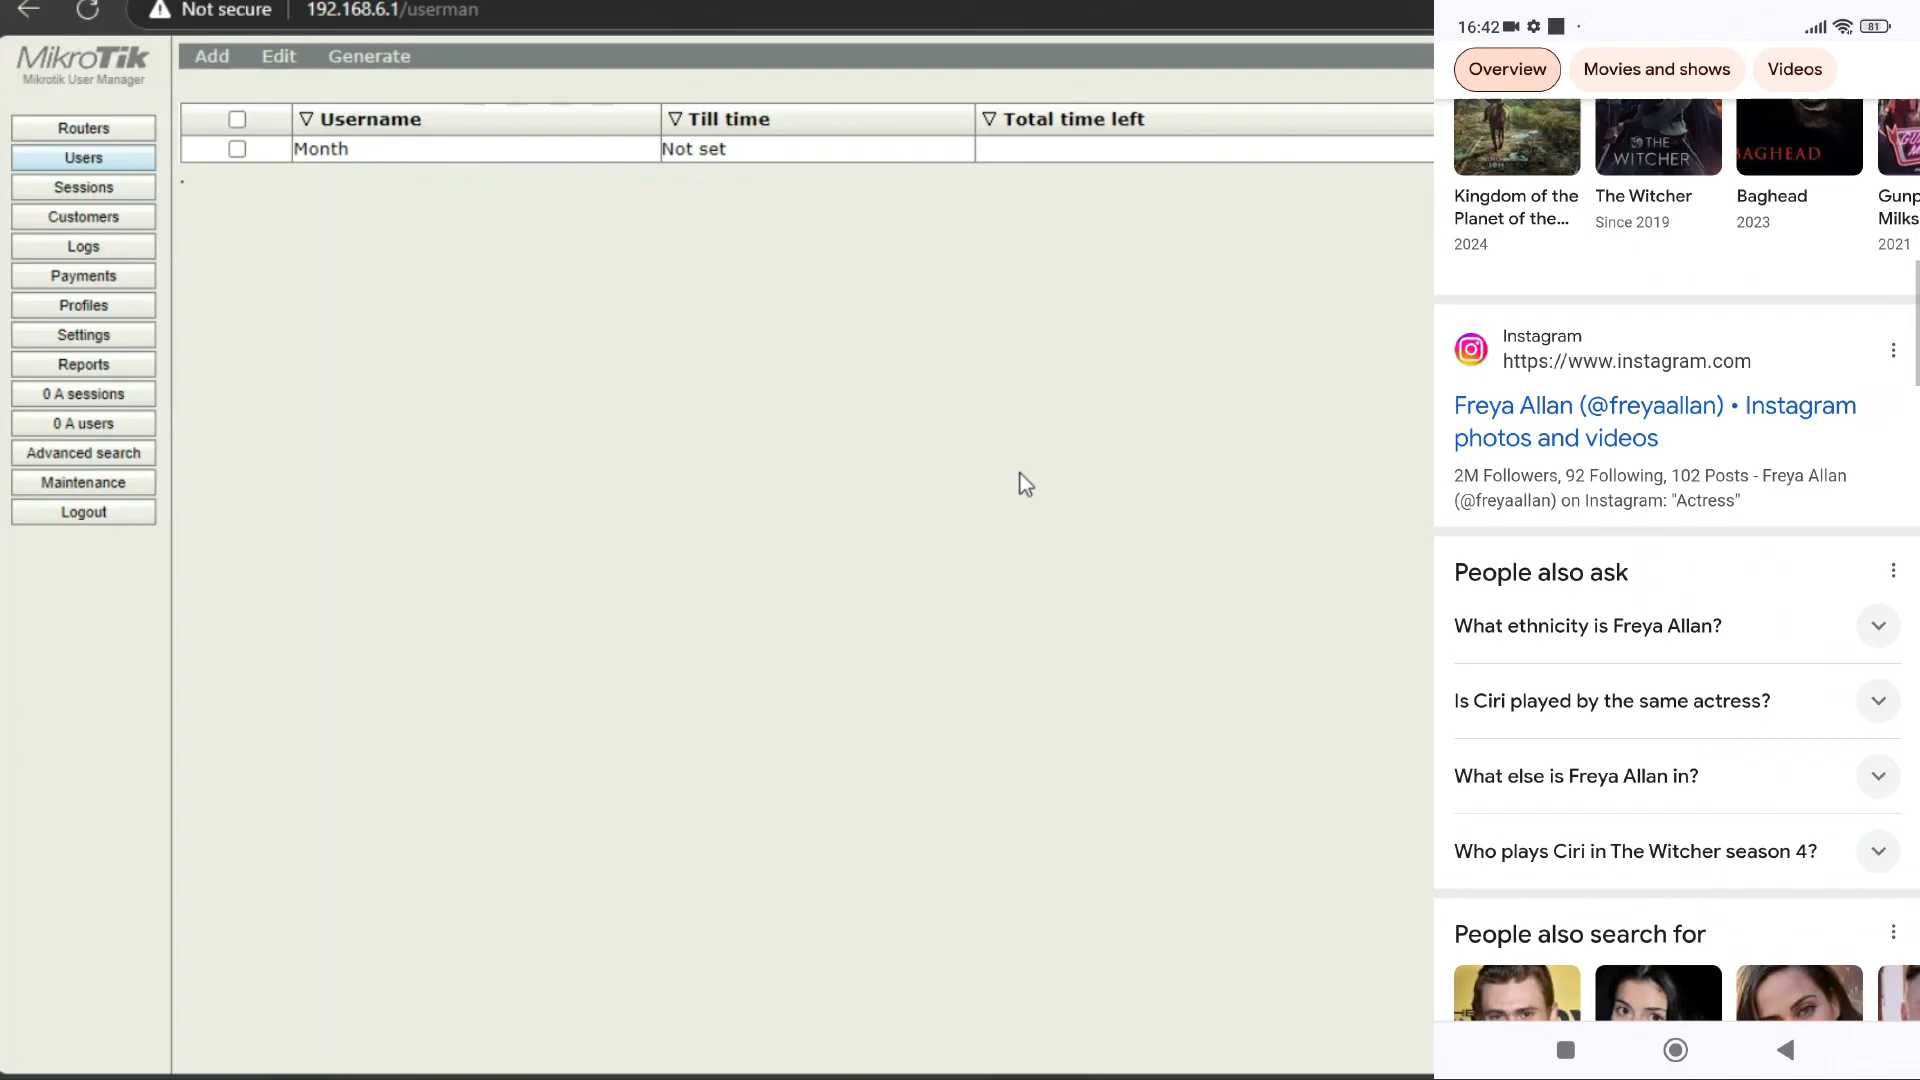 Not secure
192.168.6.1/userman
MikroTik
Mikrotik User Manager
Routers
Users
Sessions
Customers
Logs
Payments
Profiles
Settings
Reports
0 A sessions
0 A users
Advanced search
Maintenance
Logout
Add Edit Generate
▽ Username ▽ Till time ▽ Total time left
Month Not set
16:42
81
Overview Movies and shows Videos
THE
WITCHER
BAGHEAD
Kingdom of the
Planet of the...
2024
The Witcher
Since 2019
Baghead
2023
Gunp
Milks
2021
Instagram
https://www.instagram.com
Freya Allan (@freyaallan) • Instagram
photos and videos
2M Followers, 92 Following, 102 Posts - Freya Allan
(@freyaallan) on Instagram: "Actress"
People also ask
What ethnicity is Freya Allan?
Is Ciri played by the same actress?
What else is Freya Allan in?
Who plays Ciri in The Witcher season 4?
People also search for